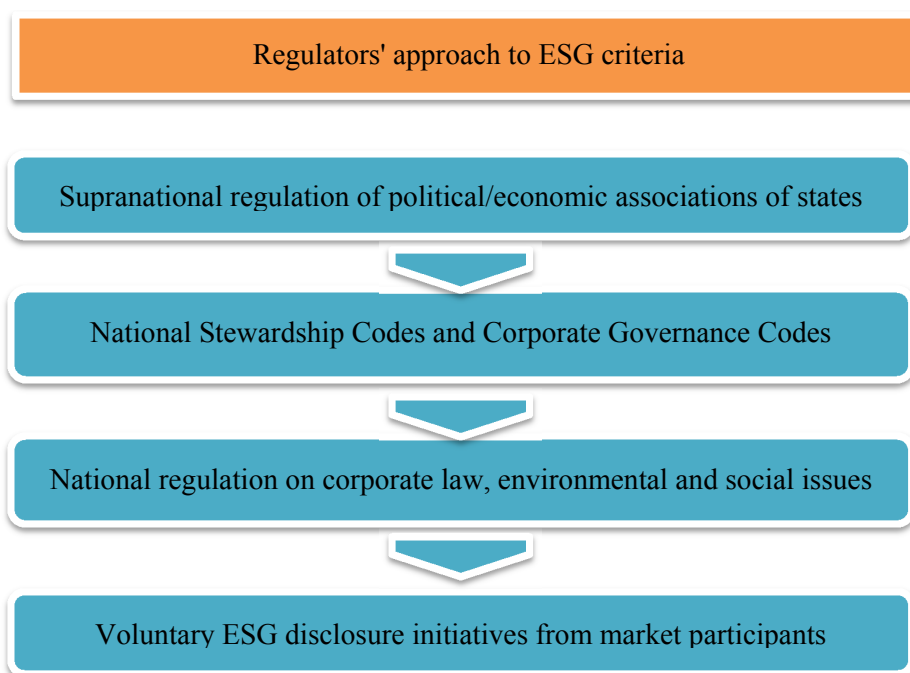 Regulators' approach to ESG criteria
Supranational regulation of political/economic associations of states
National Stewardship Codes and Corporate Governance Codes
National regulation on corporate law, environmental and social issues
Voluntary ESG disclosure initiatives from market participants